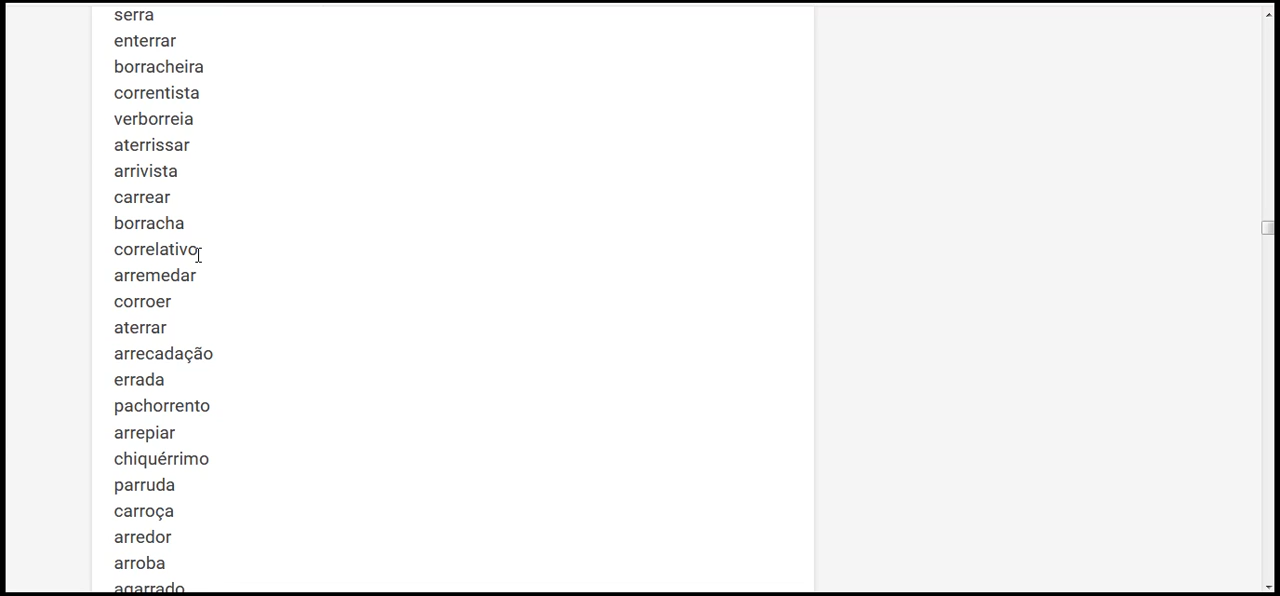 serra
enterrar
borracheira
correntista
verborreia
aterrissar
arrivista
carrear
borracha
correlativo
arremedar
corroer
aterrar
arrecadação
errada
pachorrento
arrepiar
chiquérrimo
parruda
carroça
arredor
arroba
agarrado